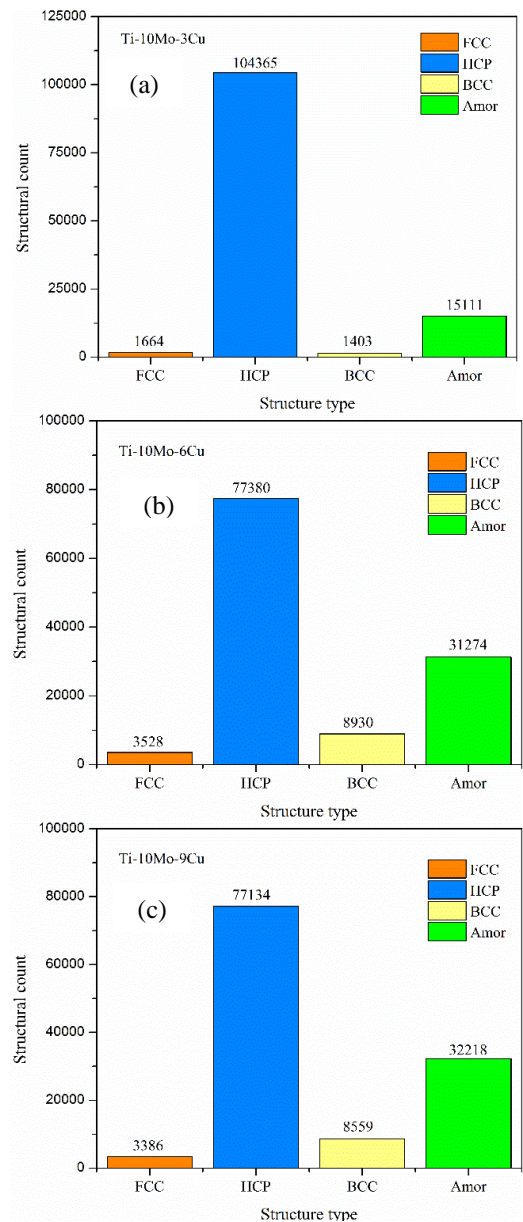 125000
Ti-10Mo-3Cu
FCC
HCP
BCC
Amor
(a)
104365
100000
75000
50000
25000
0
Structural count
1664
1403
15111
FCC
HCP
BCC
Amor
Structure type
100000
Ti-10Mo-6Cu
FCC
HCP
BCC
Amor
(b)
80000
77380
60000
40000
20000
0
Structural count
3528
8930
31274
FCC
HCP
BCC
Amor
Structure type
100000
Ti-10Mo-9Cu
FCC
HCP
BCC
Amor
(c)
80000
77134
60000
40000
20000
0
Structural count
3386
8559
32218
FCC
HCP
BCC
Amor
Structure type